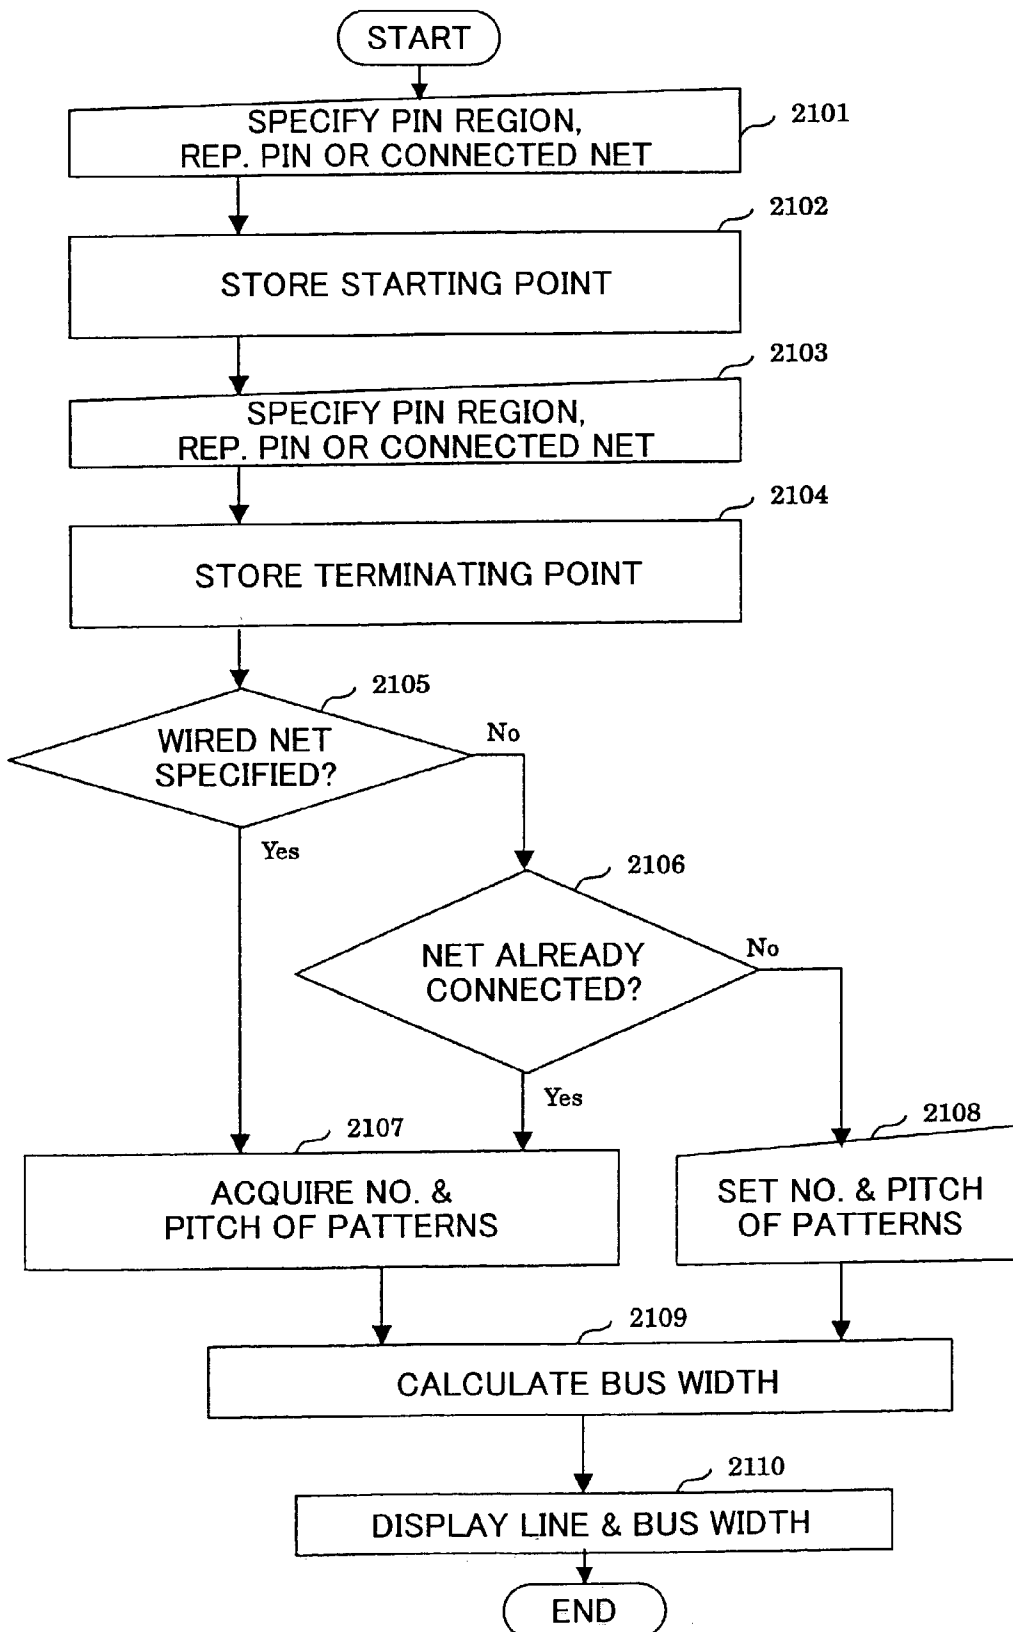 START
SPECIFY PIN REGION,
REP. PIN OR CONNECTED NET
2101
2102
STORE STARTING POINT
2103
SPECIFY PIN REGION,
REP. PIN OR CONNECTED NET
2104
STORE TERMINATING POINT
2105
WIRED NET
SPECIFIED?
No
Yes
2106
NET ALREADY
CONNECTED?
No
Yes
2107
ACQUIRE NO. &
PITCH OF PATTERNS
2108
SET NO. & PITCH
OF PATTERNS
2109
CALCULATE BUS WIDTH
2110
DISPLAY LINE & BUS WIDTH
END